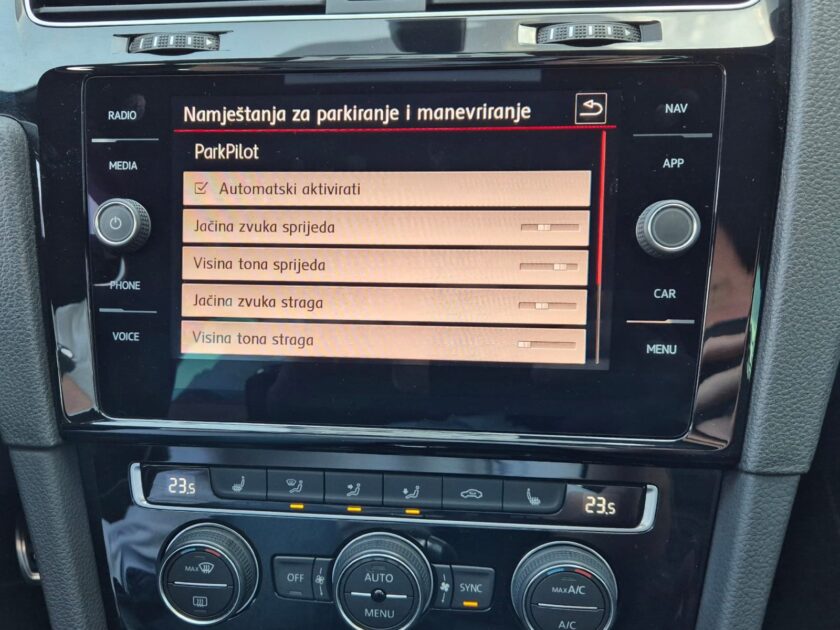 RADIO
MEDIA
PHONE
VOICE
Namještanja za parkiranje i manevriranje
ParkPilot
Automatski aktivirati
Jačina zvuka sprijeda
Visina tona sprijeda
Jačina zvuka straga
Visina tona straga
NAV
APP
CAR
MENU
23.5
23.5
MAX
OFF
AUTO
MENU
SYNC
MAX A/C
A/C